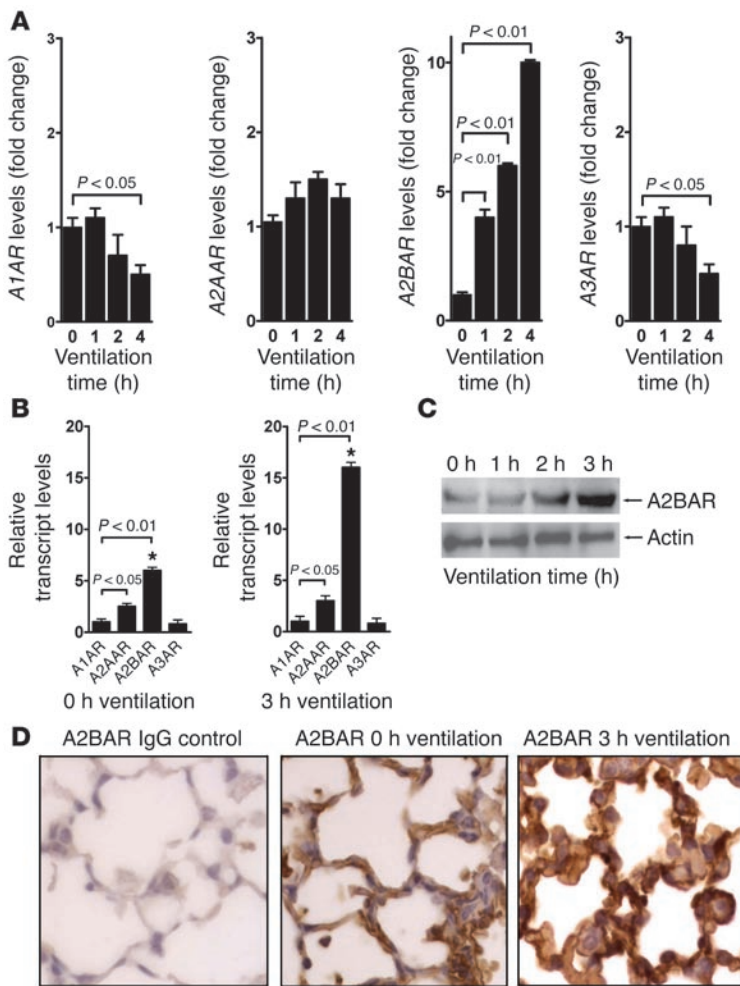 A
A1AR levels (fold change)
3
2
1
0
P < 0.05
0 1 2 4
Ventilation
time (h)
A2AAR levels (fold change)
3
2
1
0
0 1 2 4
Ventilation
time (h)
A2BAR levels (fold change)
10
5
0
P < 0.01
P < 0.01
P < 0.01
0 1 2 4
Ventilation
time (h)
A3AR levels (fold change)
3
2
1
0
P < 0.05
0 1 2 4
Ventilation
time (h)
B
Relative
transcript levels
20
15
10
5
0
P < 0.01
*
P < 0.05
A1AR
A2AAR
A2BAR
A3AR
0 h ventilation
Relative
transcript levels
20
15
10
5
0
P < 0.01
*
P < 0.05
A1AR
A2AAR
A2BAR
A3AR
3 h ventilation
C
0 h 1 h 2 h 3 h
A2BAR
Actin
Ventilation time (h)
D
A2BAR IgG control
A2BAR 0 h ventilation
A2BAR 3 h ventilation